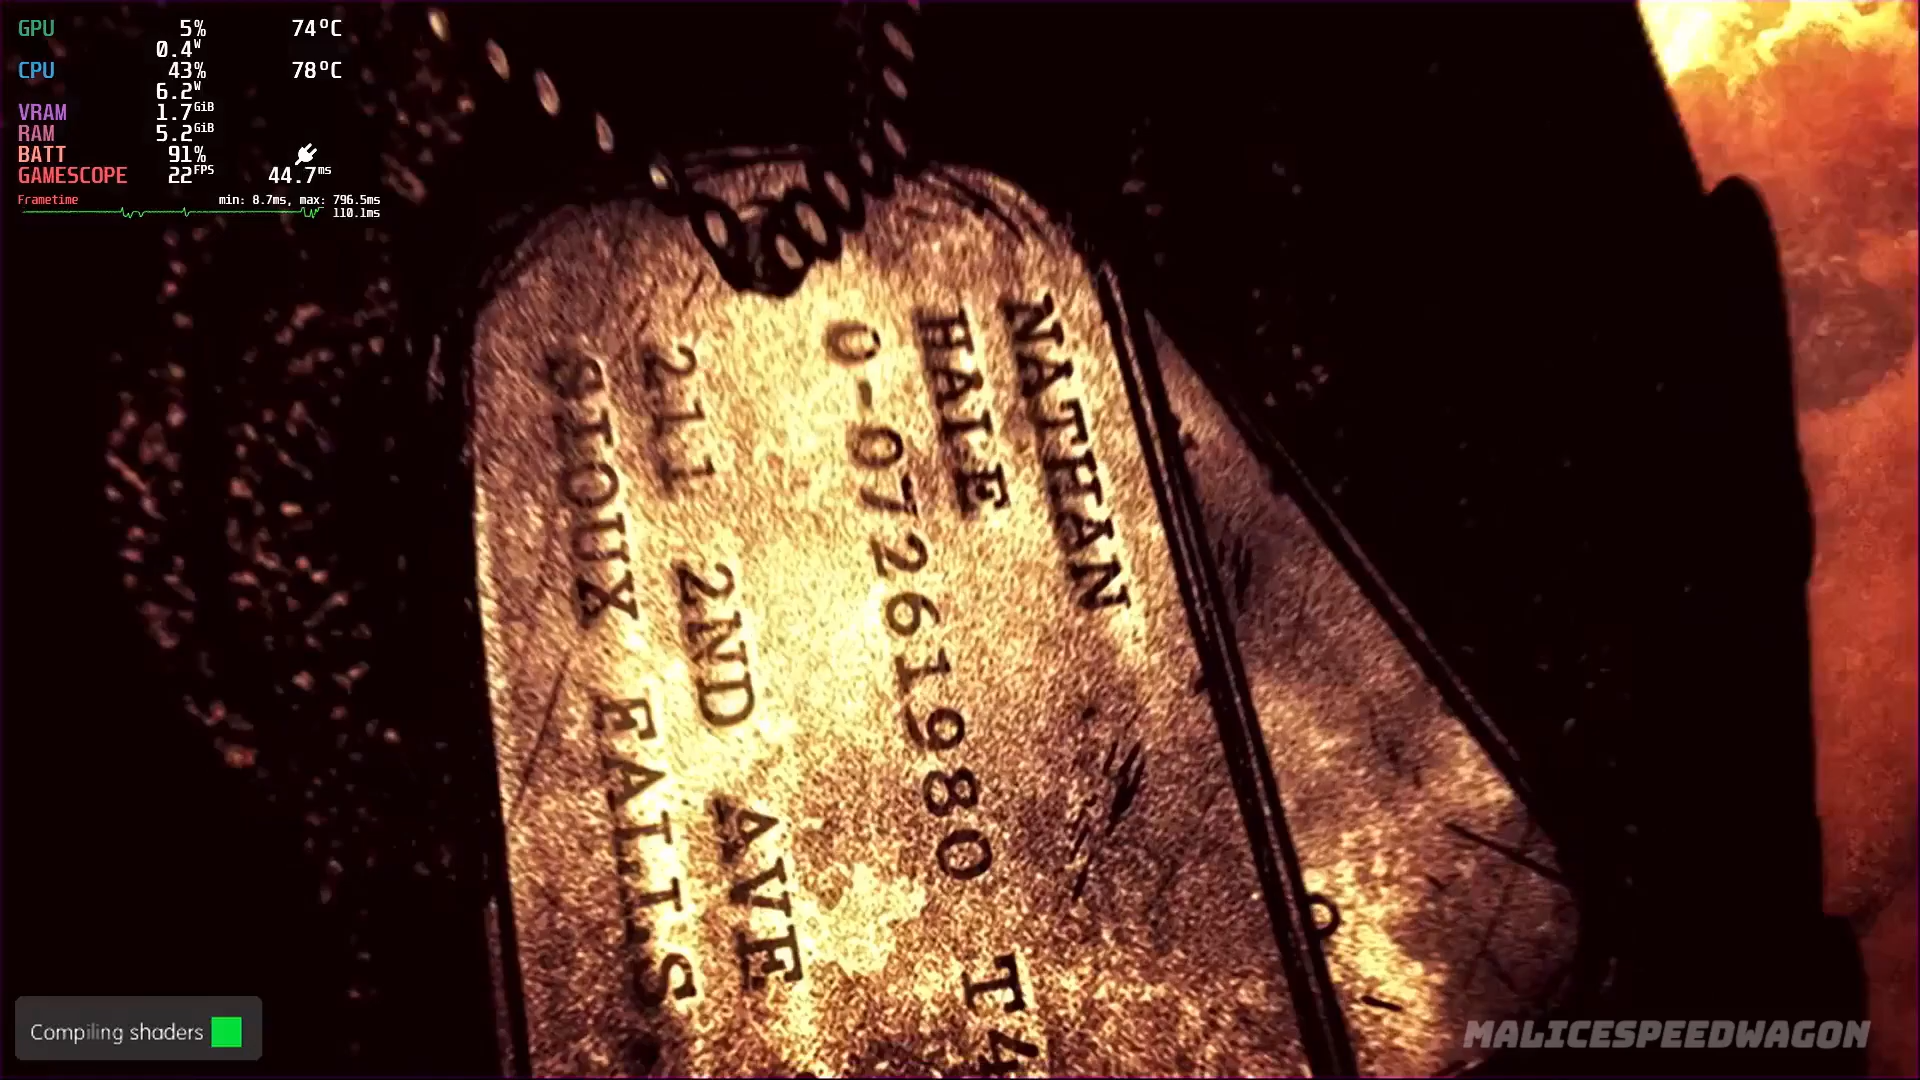 GPU 5% 74°C
0.4W
CPU 43% 78°C
6.2W
VRAM 1.7GiB
RAM 5.2GiB
BATT 91%
GAMESCOPE 22FPS 44.7ms
Frametime min: 8.7ms, max: 796.5ms
110.1ms
NATHAN
HALE
0-07261980 T4
211 2ND AVE
SIOUX FALLS
Compiling shaders
MALICESPEEDWAGON